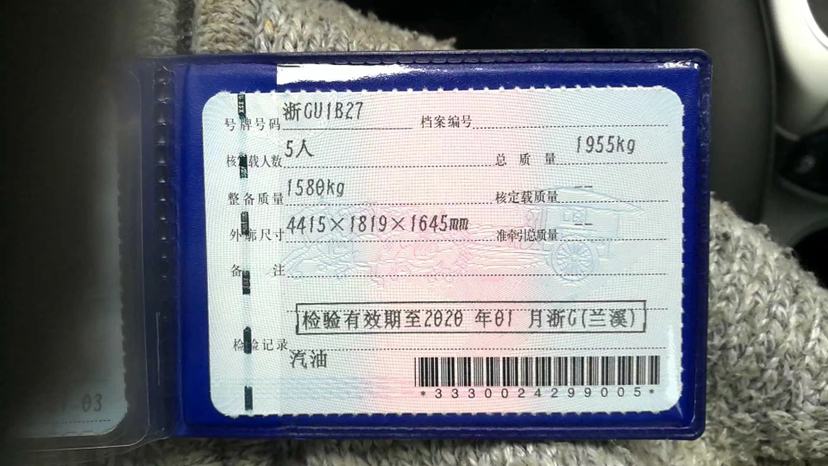 号牌号码 浙GU1B27 档案编号
核定载人数 5人 总质量 1955kg
整备质量 1580kg 核定载质量 --
外廓尺寸 4415×1819×1645mm 准牵引总质量 --
备注
检验有效期至2020 年01 月浙G(兰溪)
检验记录
汽油
*3330024299005*
-03